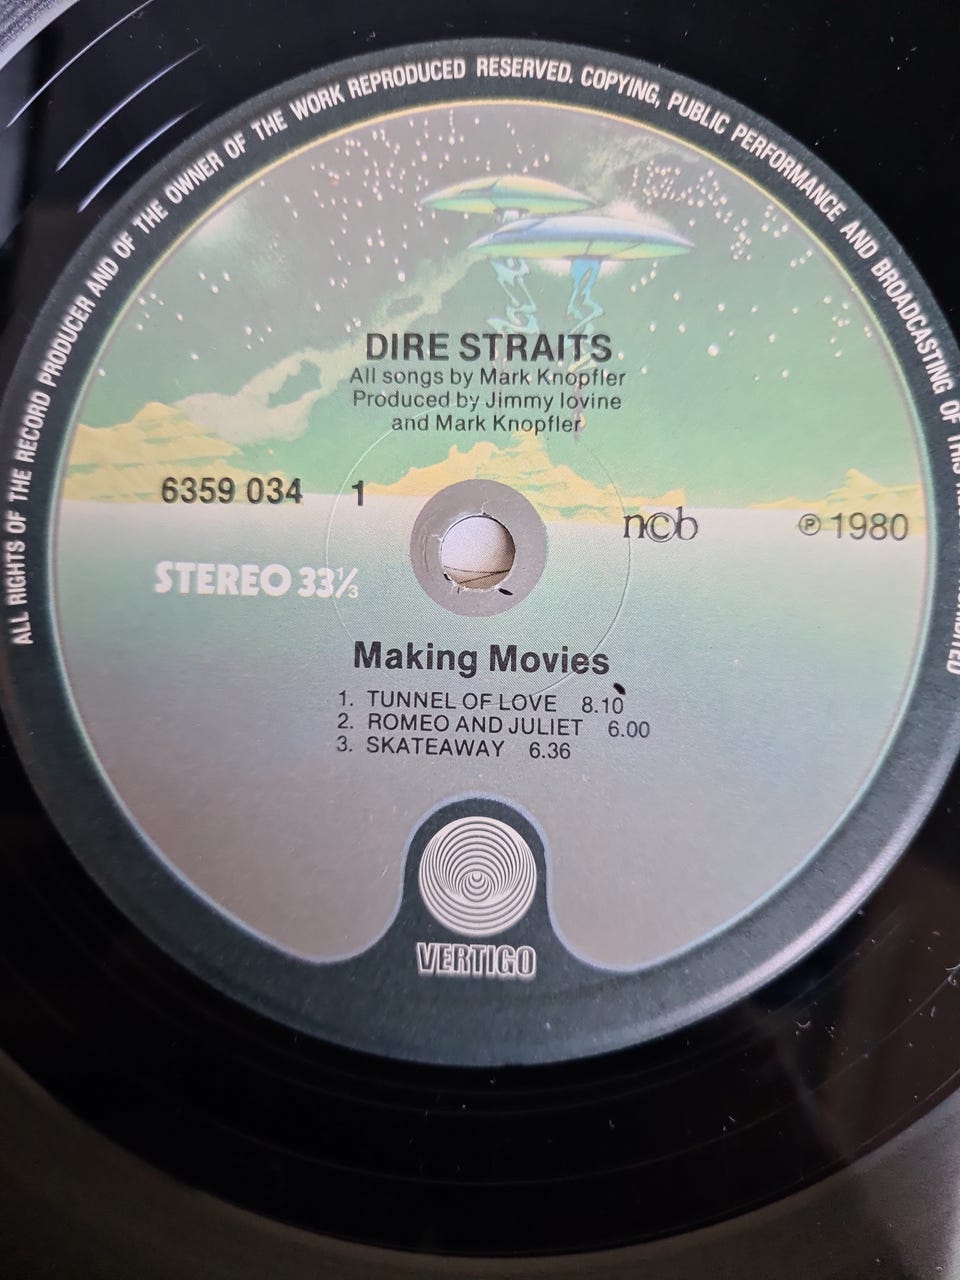 ALL RIGHTS OF THE RECORD PRODUCER AND OF THE OWNER OF THE WORK REPRODUCED RESERVED. COPYING, PUBLIC PERFORMANCE AND BROADCASTING OF THIS
DIRE STRAITS
All songs by Mark Knopfler
Produced by Jimmy Iovine
and Mark Knopfler
6359 034 1
n©b
℗ 1980
STEREO 33⅓
Making Movies
1. TUNNEL OF LOVE 8.10
2. ROMEO AND JULIET 6.00
3. SKATEAWAY 6.36
VERTIGO